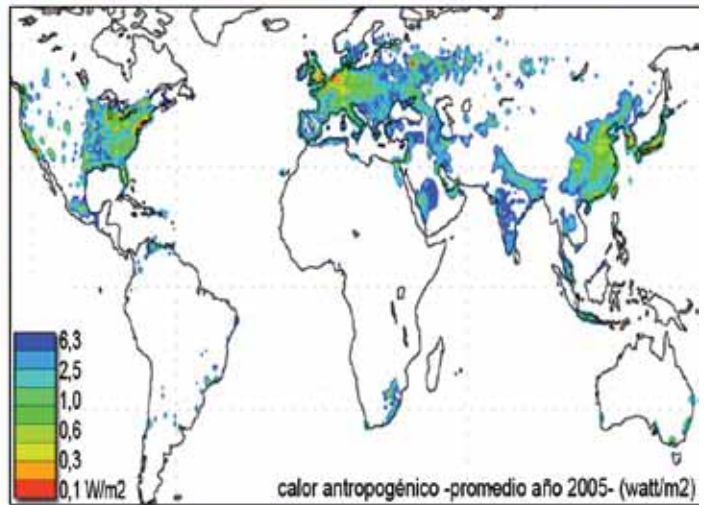 6,3
2,5
1,0
0,6
0,3
0,1 W/m2
calor antropogénico -promedio año 2005- (watt/m2)